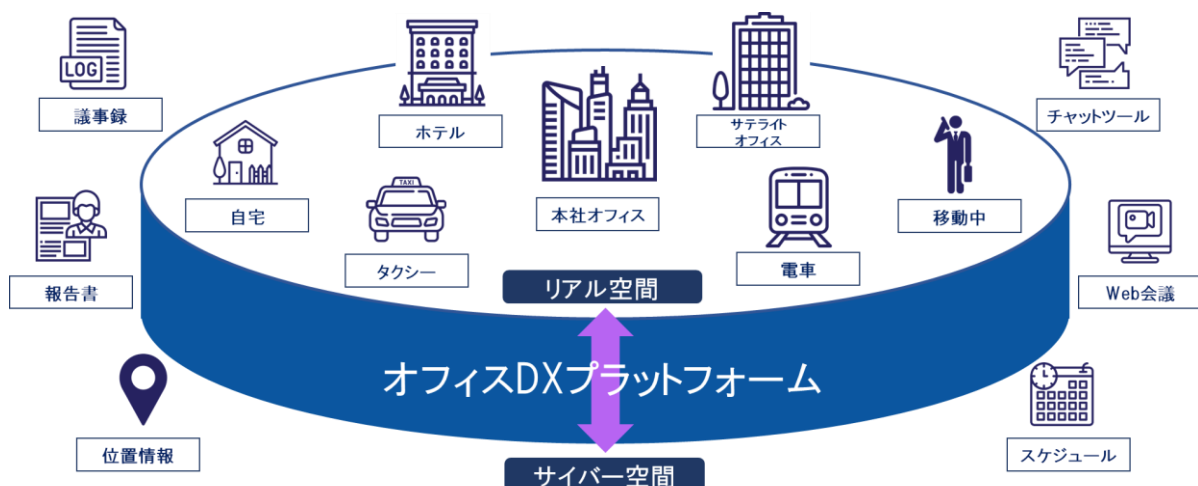 LOG
議事録
ホテル
サテライト
オフィス
チャットツール
自宅
TAXI
タクシー
本社オフィス
電車
移動中
報告書
Web会議
リアル空間
オフィスDXプラットフォーム
位置情報
スケジュール
サイバー空間